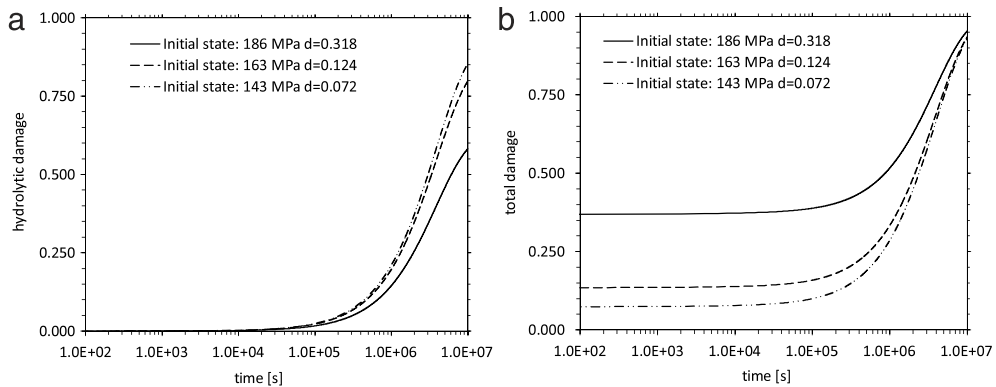 a
1.000
0.750
0.500
0.250
0.000
hydrolytic damage
Initial state: 186 MPa d=0.318
Initial state: 163 MPa d=0.124
Initial state: 143 MPa d=0.072
1.0E+02 1.0E+03 1.0E+04 1.0E+05 1.0E+06 1.0E+07
time [s]
b
1.000
0.750
0.500
0.250
0.000
total damage
Initial state: 186 MPa d=0.318
Initial state: 163 MPa d=0.124
Initial state: 143 MPa d=0.072
1.0E+02 1.0E+03 1.0E+04 1.0E+05 1.0E+06 1.0E+07
time [s]